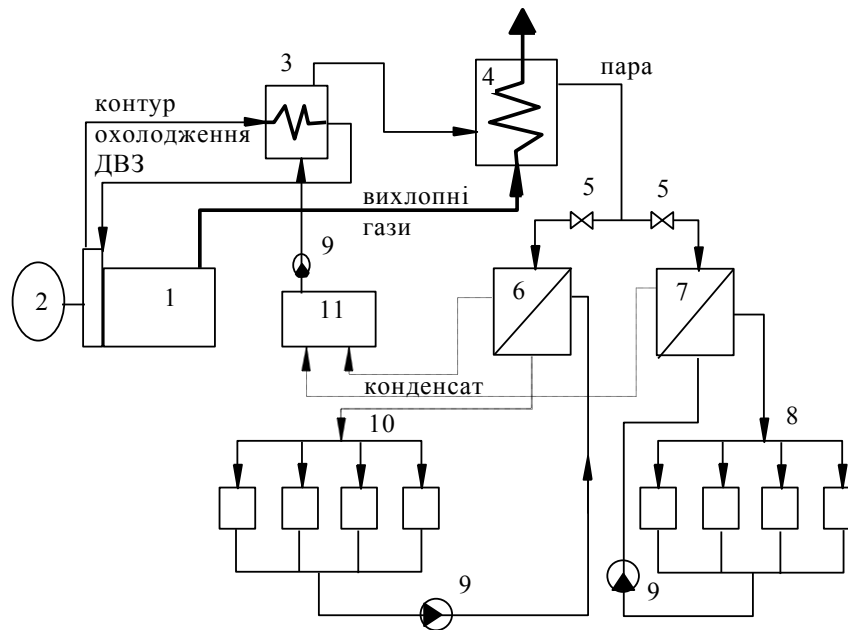 3
4
пара
контур
охолодження
ДВЗ
5
5
вихлопні
гази
9
2
1
11
6
7
конденсат
10
8
9
9